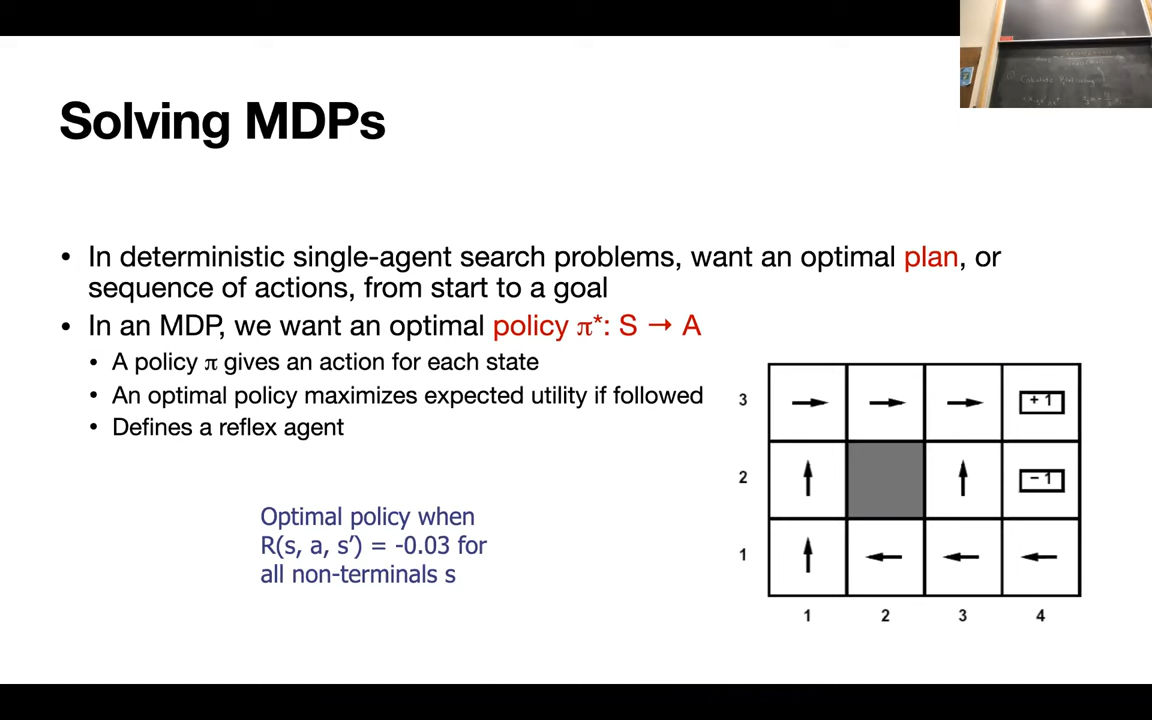 Solving MDPs
• In deterministic single-agent search problems, want an optimal plan, or
sequence of actions, from start to a goal
• In an MDP, we want an optimal policy π*: S → A
• A policy π gives an action for each state
• An optimal policy maximizes expected utility if followed
• Defines a reflex agent
Optimal policy when
R(s, a, s’) = -0.03 for
all non-terminals s
3
+ 1
2
− 1
1
1 2 3 4